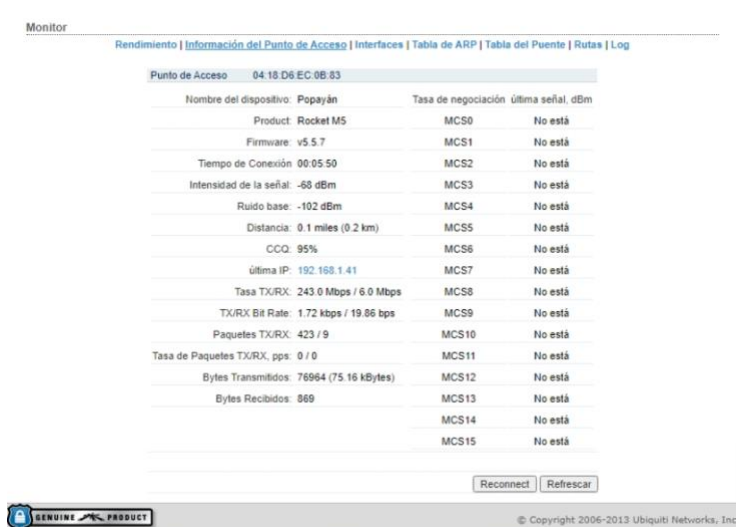 Monitor
Rendimiento | Información del Punto de Acceso | Interfaces | Tabla de ARP | Tabla del Puente | Rutas | Log
Punto de Acceso 04:18:D6:EC:0B:83
Nombre del dispositivo: Popayán Tasa de negociación última señal, dBm
Product: Rocket M5 MCS0 No está
Firmware: v5.5.7 MCS1 No está
Tiempo de Conexión 00:05:50 MCS2 No está
Intensidad de la señal: -68 dBm MCS3 No está
Ruido base: -102 dBm MCS4 No está
Distancia: 0.1 miles (0.2 km) MCS5 No está
CCQ: 95% MCS6 No está
última IP: 192.168.1.41 MCS7 No está
Tasa TX/RX: 243.0 Mbps / 6.0 Mbps MCS8 No está
TX/RX Bit Rate: 1.72 kbps / 19.86 bps MCS9 No está
Paquetes TX/RX: 423 / 9 MCS10 No está
Tasa de Paquetes TX/RX, pps: 0 / 0 MCS11 No está
Bytes Transmitidos: 76964 (75.16 kBytes) MCS12 No está
Bytes Recibidos: 869 MCS13 No está
MCS14 No está
MCS15 No está
Reconnect Refrescar
GENUINE PRODUCT © Copyright 2006-2013 Ubiquiti Networks, Inc